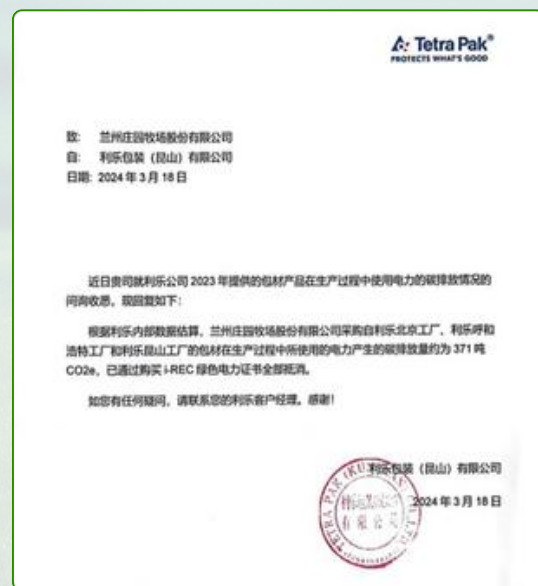 Tetra Pak®
PROTECTS WHAT'S GOOD
致: 兰州庄园牧场股份有限公司
自: 利乐包装（昆山）有限公司
日期: 2024 年 3 月 18 日
近日贵司就利乐公司 2023 年提供的包材产品在生产过程中使用电力的碳排放情况的
问询收悉。现回复如下：
根据利乐内部数据估算，兰州庄园牧场股份有限公司采购自利乐北京工厂、利乐呼和
浩特工厂和利乐昆山工厂的包材在生产过程中所使用的电力产生的碳排放量约为 371 吨
CO2e，已通过购买 i-REC 绿色电力证书全部抵消。
如您有任何疑问，请联系您的利乐客户经理。感谢！
利乐包装（昆山）有限公司
2024 年 3 月 18 日
TETRA PAK (KUNSHAN)
有限公司